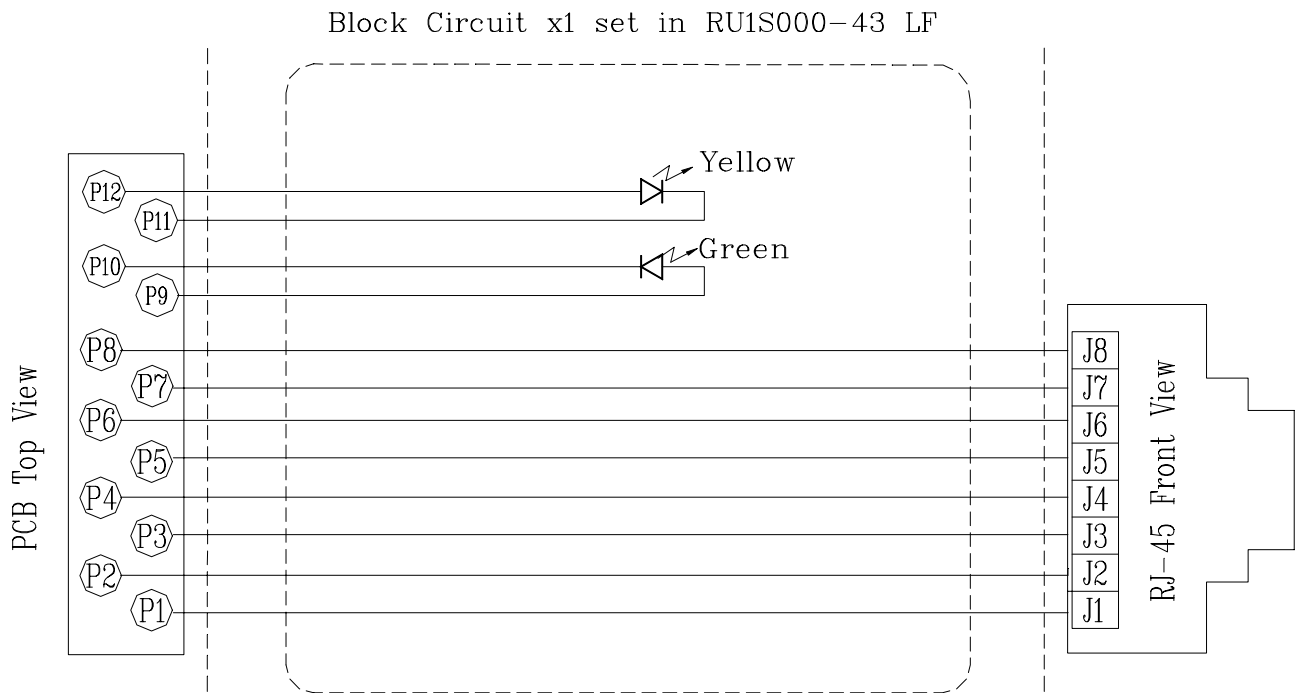 Block Circuit x1 set in RU1S000-43 LF
Yellow
P12
P11
Green
P10
P9
P8
J8
P7
J7
P6
J6
P5
J5
P4
J4
P3
J3
P2
J2
P1
J1
PCB Top View
RJ-45 Front View